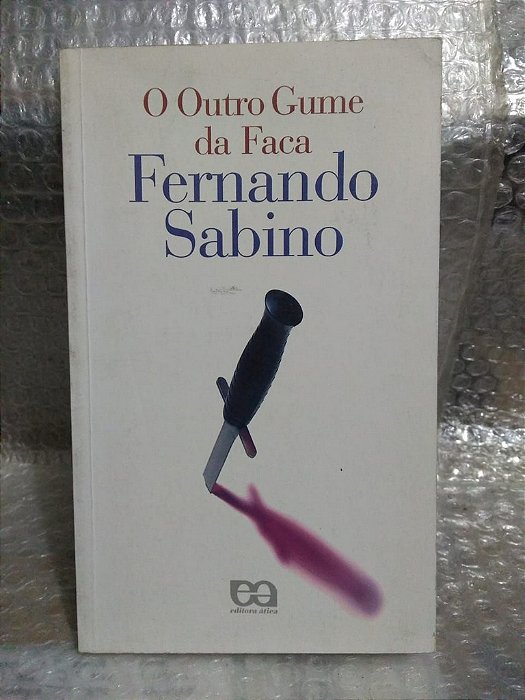 O Outro Gume
da Faca
Fernando
Sabino
editora ática